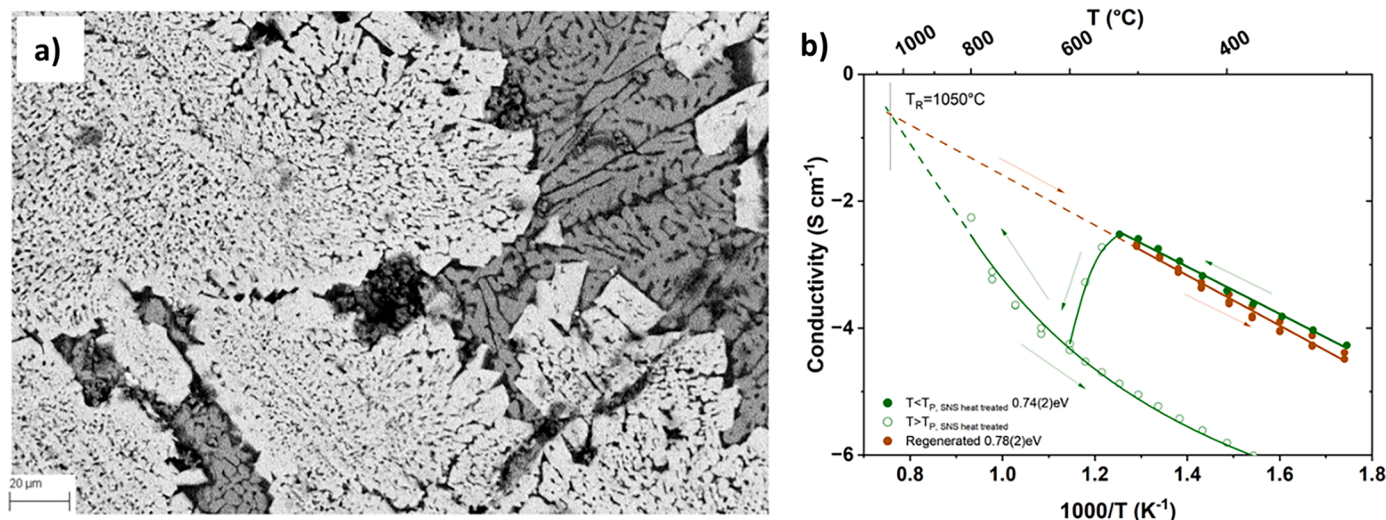 a)
20 µm
b)
T (°C)
1000
800
600
400
T_R=1050°C
0
−2
−4
−6
Conductivity (S cm⁻¹)
T<T_P, SNS heat treated 0.74(2)eV
T>T_P, SNS heat treated
Regenerated 0.78(2)eV
0.8 1.0 1.2 1.4 1.6 1.8
1000/T (K⁻¹)